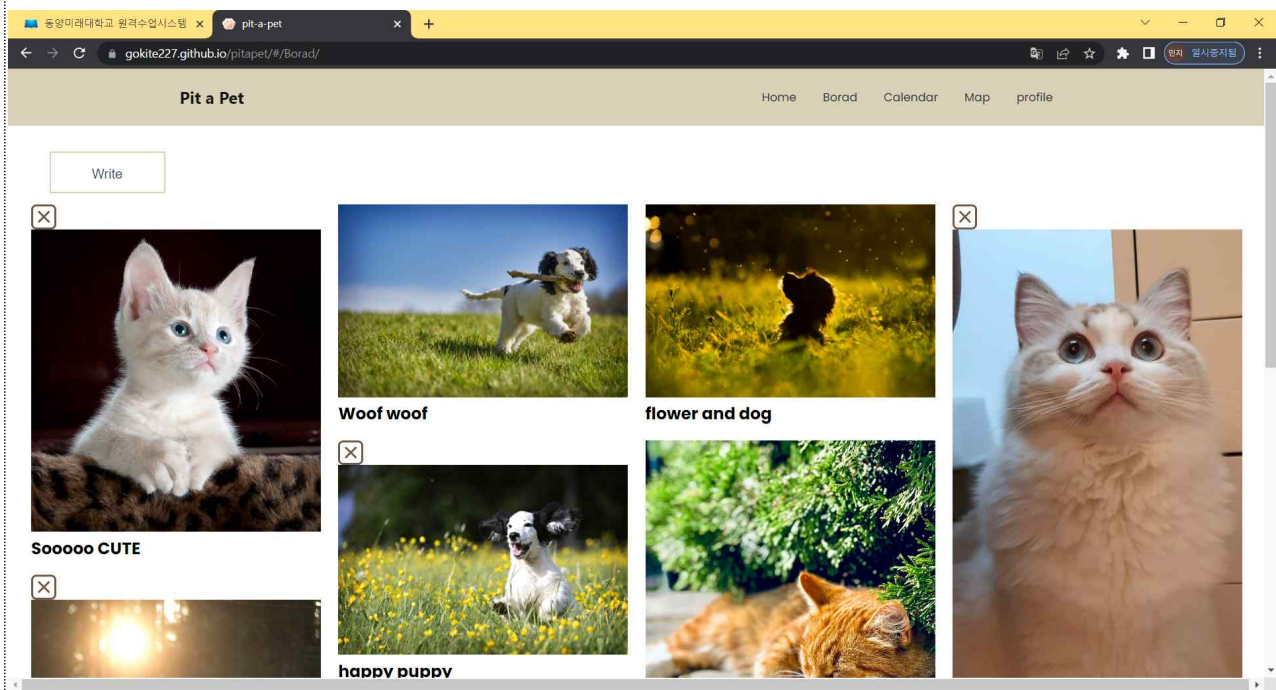 동양미래대학교 원격수업시스템
pit-a-pet
gokite227.github.io/pitapet/#/Borad/
민지 일시중지됨
Pit a Pet
Home Borad Calendar Map profile
Write
Woof woof
flower and dog
Sooooo CUTE
happy puppy